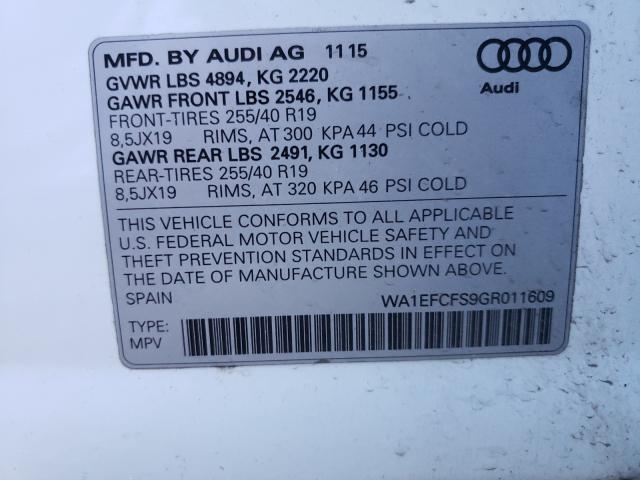 MFD. BY AUDI AG 11 15
GVWR LBS 4894, KG 2220
GAWR FRONT LBS 2546, KG 1155
FRONT-TIRES 255/40 R19
8,5JX19 RIMS, AT 300 KPA 44 PSI COLD
GAWR REAR LBS 2491, KG 1130
REAR-TIRES 255/40 R19
8,5JX19 RIMS, AT 320 KPA 46 PSI COLD
Audi
THIS VEHICLE CONFORMS TO ALL APPLICABLE
U.S. FEDERAL MOTOR VEHICLE SAFETY AND
THEFT PREVENTION STANDARDS IN EFFECT ON
THE DATE OF MANUFACTURE SHOWN ABOVE.
SPAIN WA1EFCFS9GR011609
TYPE:
MPV